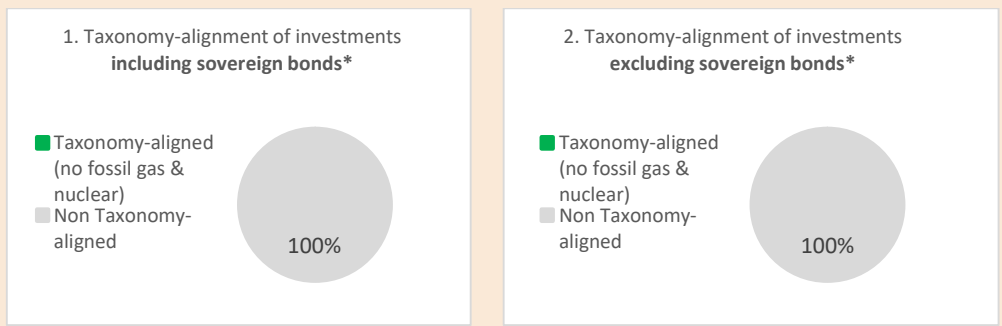 1. Taxonomy-alignment of investments
including sovereign bonds*
Taxonomy-aligned
(no fossil gas &
nuclear)
Non Taxonomy-
aligned
100%
2. Taxonomy-alignment of investments
excluding sovereign bonds*
Taxonomy-aligned
(no fossil gas &
nuclear)
Non Taxonomy-
aligned
100%